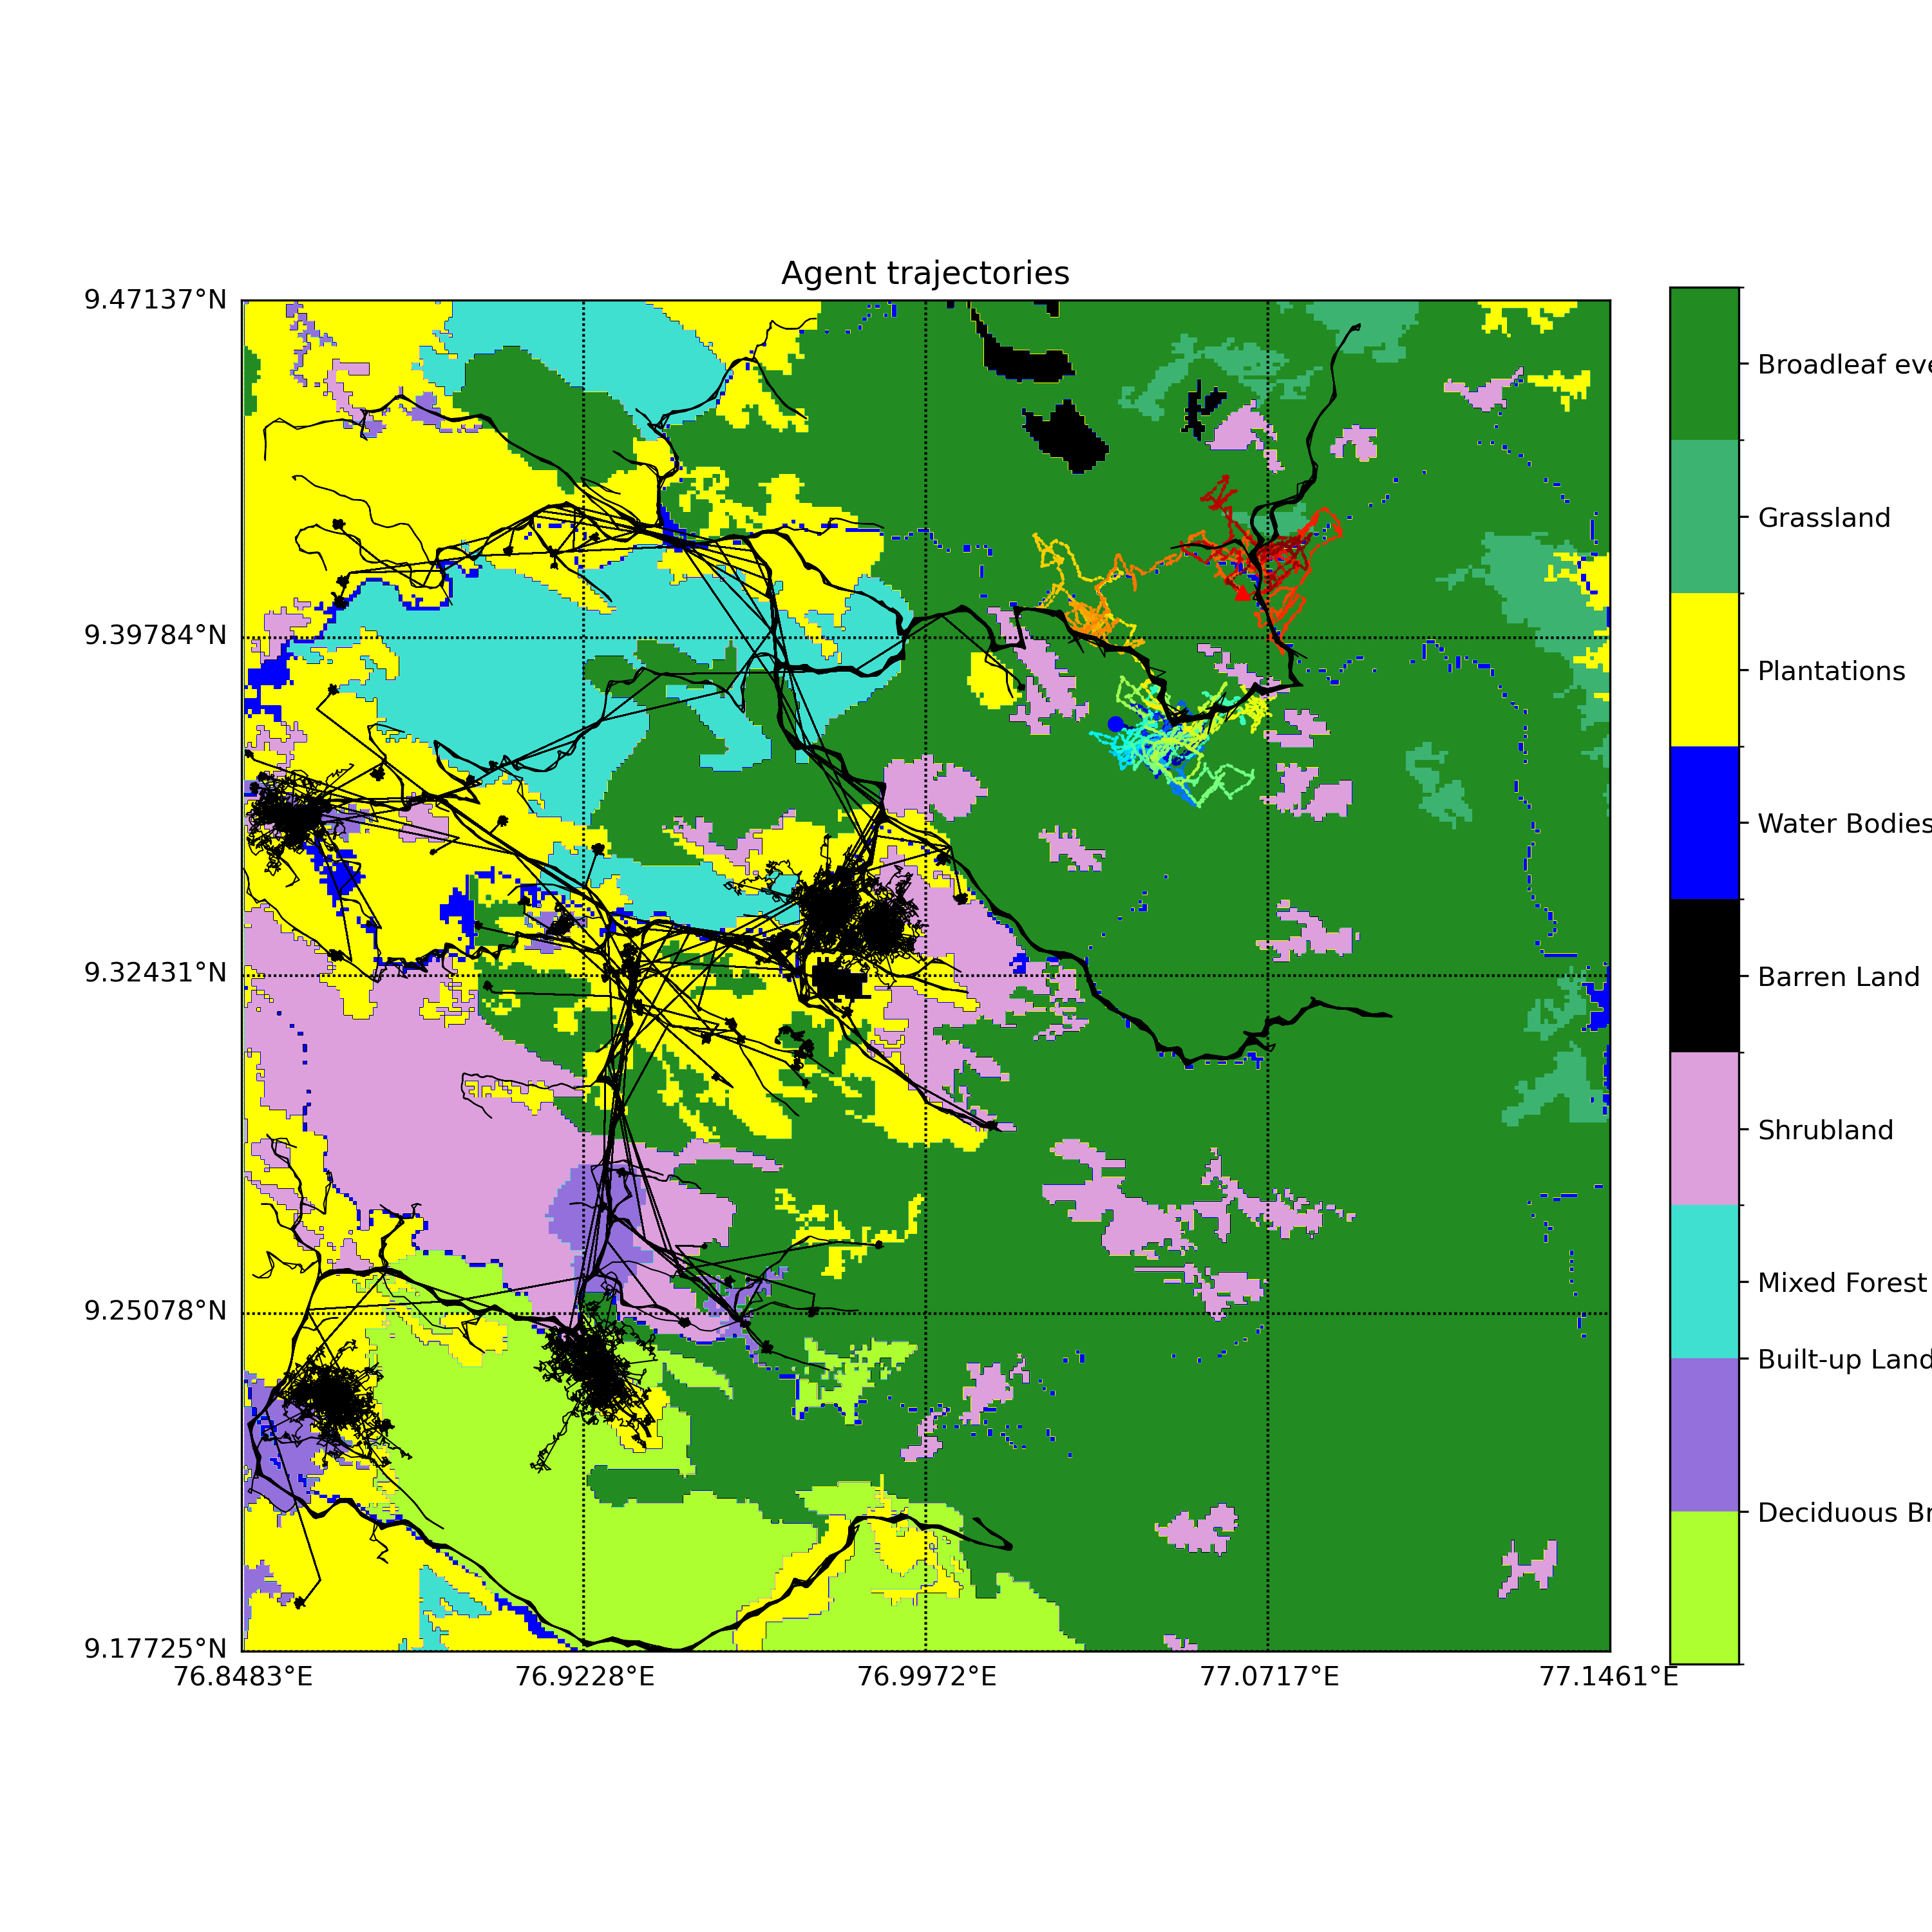 Agent trajectories
9.47137°N
9.39784°N
9.32431°N
9.25078°N
9.17725°N
76.8483°E
76.9228°E
76.9972°E
77.0717°E
77.1461°E
Broadleaf eve
Grassland
Plantations
Water Bodies
Barren Land
Shrubland
Mixed Forest
Built-up Land
Deciduous Br